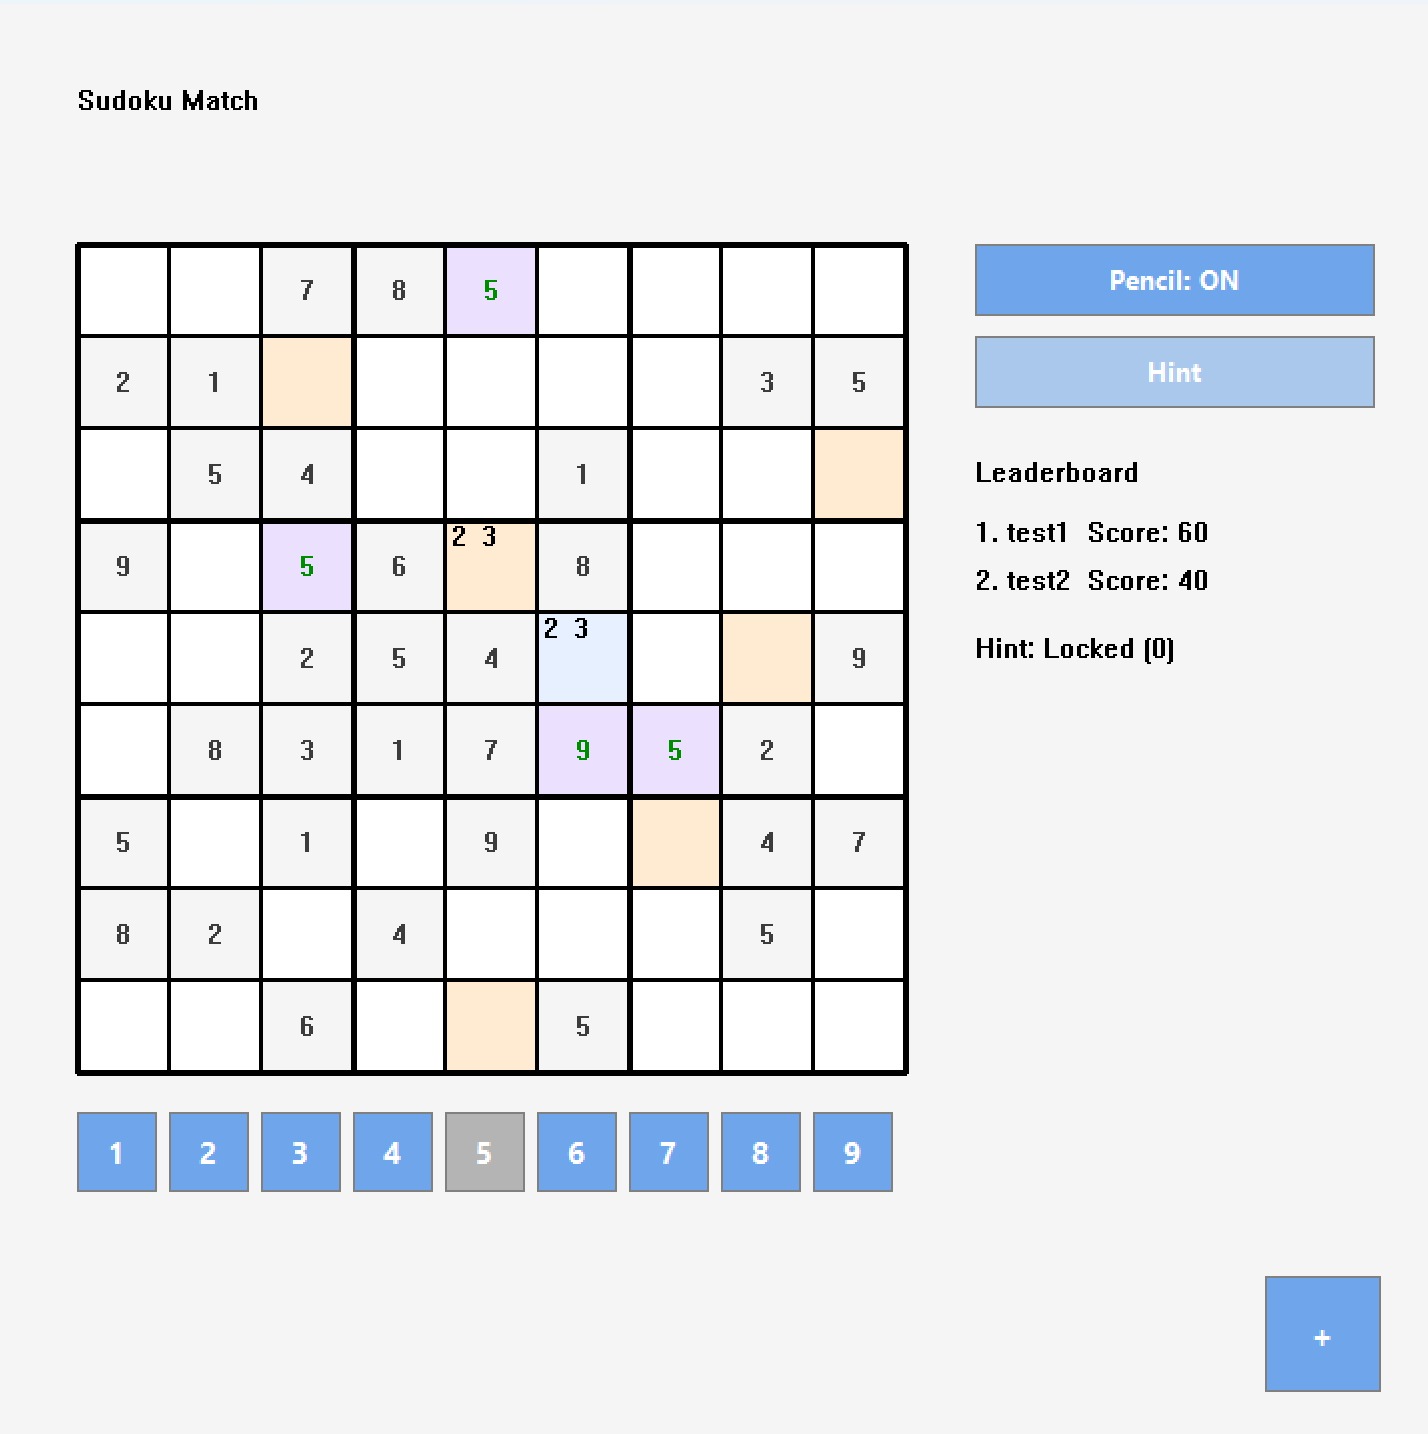 Sudoku Match
7 8 5
2 1 3 5
5 4 1
9 5 6 2 3 8
2 5 4 2 3 9
8 3 1 7 9 5 2
5 1 9 4 7
8 2 4 5
6 5
1 2 3 4 5 6 7 8 9
Pencil: ON
Hint
Leaderboard
1. test1 Score: 60
2. test2 Score: 40
Hint: Locked (0)
+